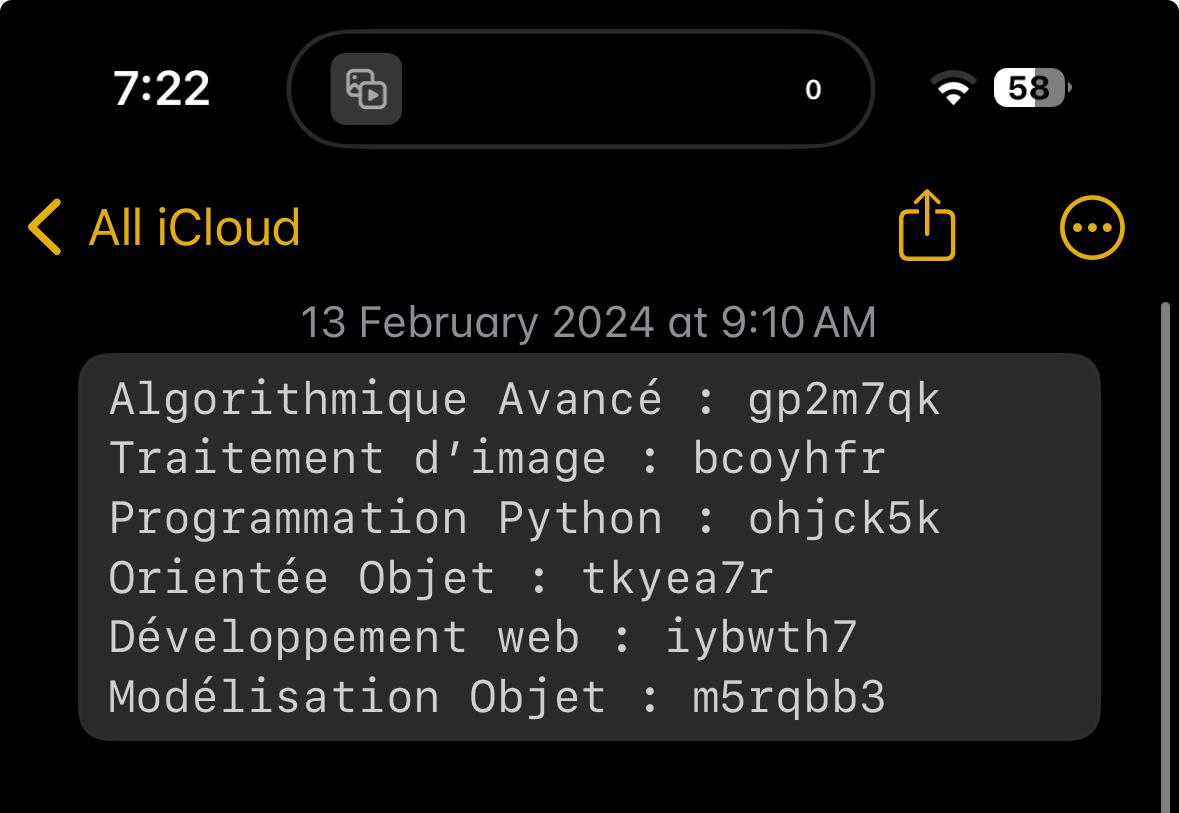 7:22
0
58
All iCloud
13 February 2024 at 9:10 AM
Algorithmique Avancé : gp2m7qk
Traitement d’image : bcoyhfr
Programmation Python : ohjck5k
Orientée Objet : tkyea7r
Développement web : iybwth7
Modélisation Objet : m5rqbb3